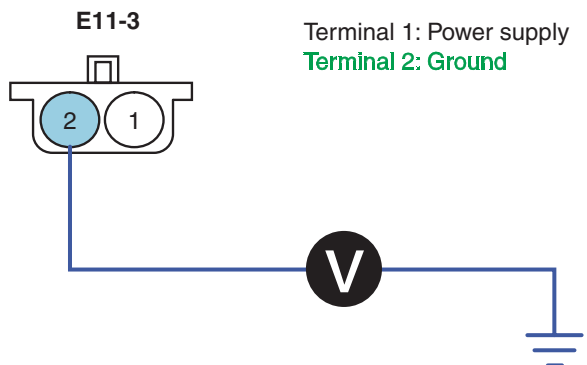 E11-3
Terminal 1: Power supply
Terminal 2: Ground
2 1
V